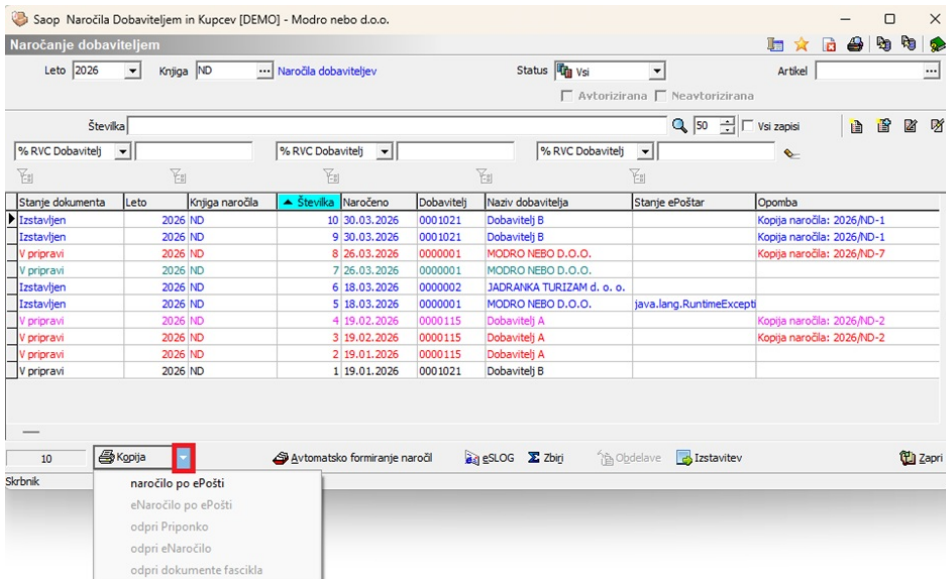 Saop Naročila Dobaviteljem in Kupcev [DEMO] - Modro nebo d.o.o.
Naročanje dobaviteljem
Leto 2026 Knjiga ND ... Naročila dobaviteljev Status Vsi Artikel ...
Avtorizirana Neavtorizirana
Številka 50 Vsi zapisi
% RVC Dobavitelj % RVC Dobavitelj % RVC Dobavitelj
Stanje dokumenta Leto Knjiga naročila Številka Naročeno Dobavitelj Naziv dobavitelja Stanje ePoštar Opomba
Izstavljen 2026 ND 10 30.03.2026 0001021 Dobavitelj B Kopija naročila: 2026/ND-1
Izstavljen 2026 ND 9 30.03.2026 0001021 Dobavitelj B Kopija naročila: 2026/ND-1
V pripravi 2026 ND 8 26.03.2026 0000001 MODRO NEBO D.O.O. Kopija naročila: 2026/ND-7
V pripravi 2026 ND 7 26.03.2026 0000001 MODRO NEBO D.O.O.
Izstavljen 2026 ND 6 18.03.2026 0000002 JADRANKA TURIZAM d. o. o.
Izstavljen 2026 ND 5 18.03.2026 0000001 MODRO NEBO D.O.O. java.lang.RuntimeExcepti
V pripravi 2026 ND 4 19.02.2026 0000115 Dobavitelj A Kopija naročila: 2026/ND-2
V pripravi 2026 ND 3 19.02.2026 0000115 Dobavitelj A Kopija naročila: 2026/ND-2
V pripravi 2026 ND 2 19.01.2026 0000115 Dobavitelj A
V pripravi 2026 ND 1 19.01.2026 0001021 Dobavitelj B
10 Kopija Avtomatsko formiranje naročil eSLOG Zbirj Obdelave Izstavitev Zapri
Skrbnik
naročilo po ePošti
eNaročilo po ePošti
odpri Priponko
odpri eNaročilo
odpri dokumente fascikla